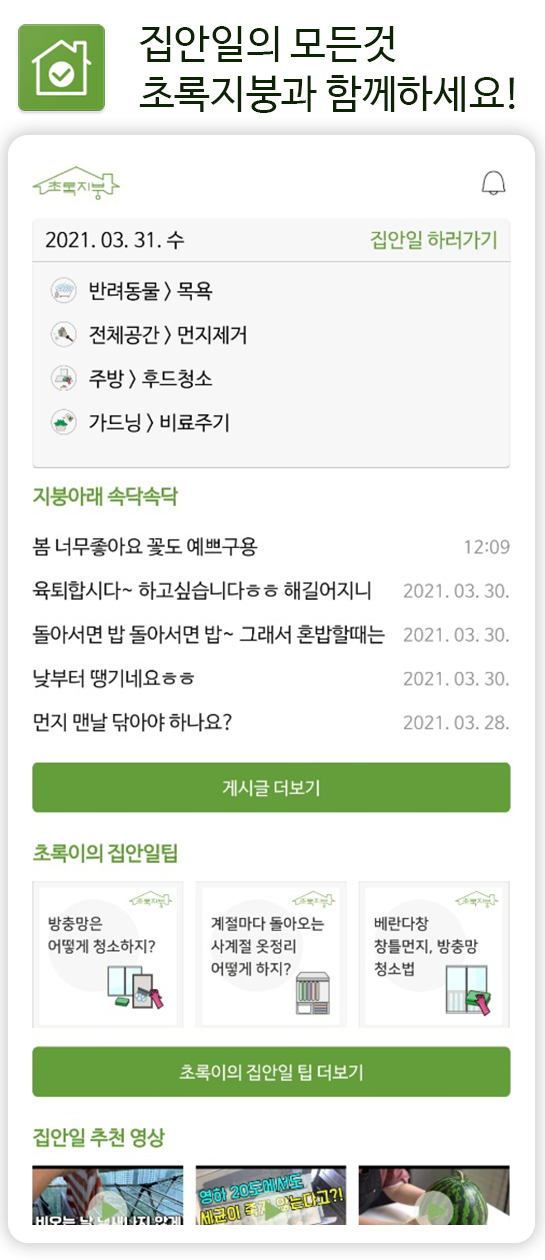 집안일의 모든것
초록지붕과 함께하세요!
초록지붕
2021. 03. 31. 수
집안일 하러가기
반려동물 > 목욕
전체공간 > 먼지제거
주방 > 후드청소
가드닝 > 비료주기
지붕아래 속닥속닥
봄 너무좋아요 꽃도 예쁘구용 12:09
육퇴합시다~ 하고싶습니다ㅎㅎ 해길어지니 2021. 03. 30.
돌아서면 밥 돌아서면 밥~ 그래서 혼밥할때는 2021. 03. 30.
낮부터 땡기네요ㅎㅎ 2021. 03. 30.
먼지 맨날 닦아야 하나요? 2021. 03. 28.
게시글 더보기
초록이의 집안일팁
초록지붕
방충망은
어떻게 청소하지?
초록지붕
계절마다 돌아오는
사계절 옷정리
어떻게 하지?
초록지붕
베란다창
창틀먼지, 방충망
청소법
초록이의 집안일 팁 더보기
집안일 추천 영상
비오는 날 냄새나지 않게
영하 20도에서도
세균이 죽지 않는다고?!